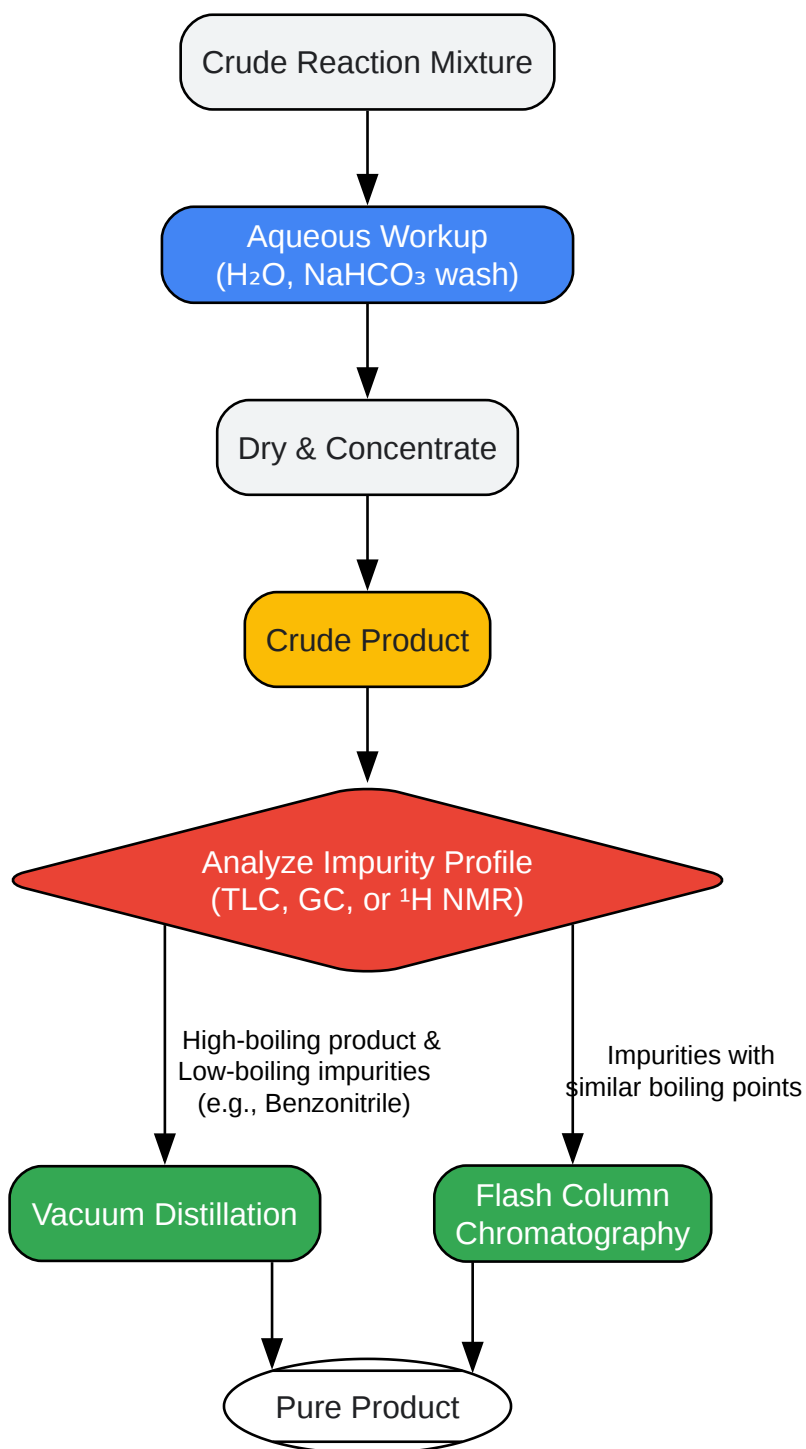 Crude Reaction Mixture
Aqueous Workup
(H₂O, NaHCO₃ wash)
Dry & Concentrate
Crude Product
Analyze Impurity Profile
(TLC, GC, or ¹H NMR)
High-boiling product &
Low-boiling impurities
(e.g., Benzonitrile)
Impurities with
similar boiling points
Vacuum Distillation
Flash Column
Chromatography
Pure Product